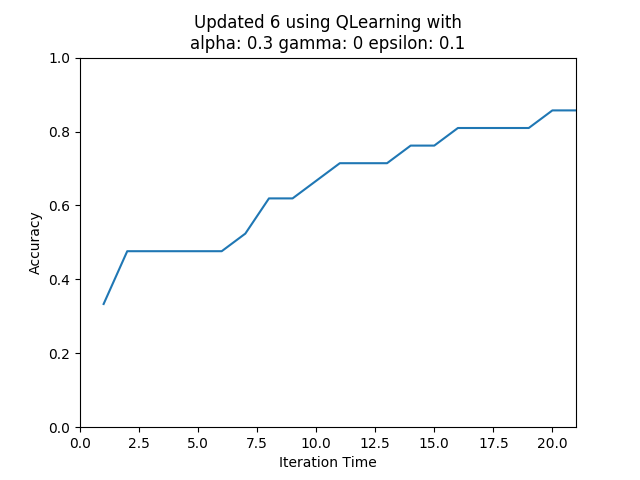 Updated 6 using QLearning with
alpha: 0.3 gamma: 0 epsilon: 0.1
1.0
0.8
0.6
0.4
0.2
0.0
Accuracy
0.0 2.5 5.0 7.5 10.0 12.5 15.0 17.5 20.0
Iteration Time